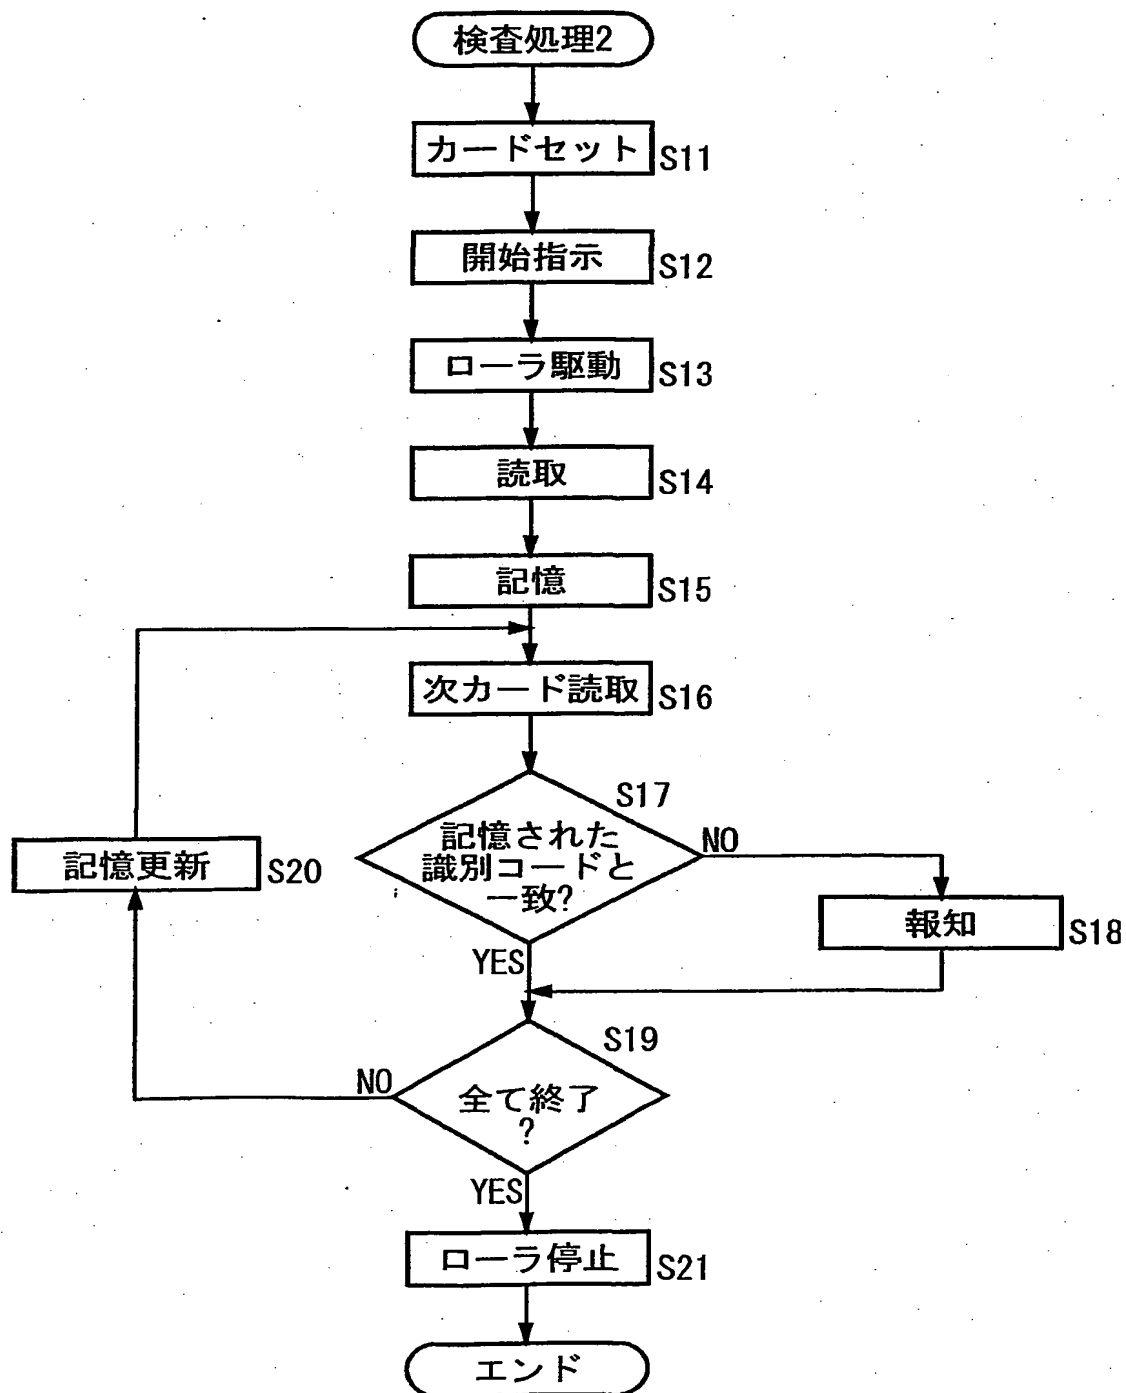 検査処理2
カードセット
S11
開始指示
S12
ローラ駆動
S13
読取
S14
記憶
S15
次カード読取
S16
S17
記憶された
識別コードと
一致?
NO
YES
記憶更新
S20
報知
S18
S19
全て終了
?
NO
YES
ローラ停止
S21
エンド